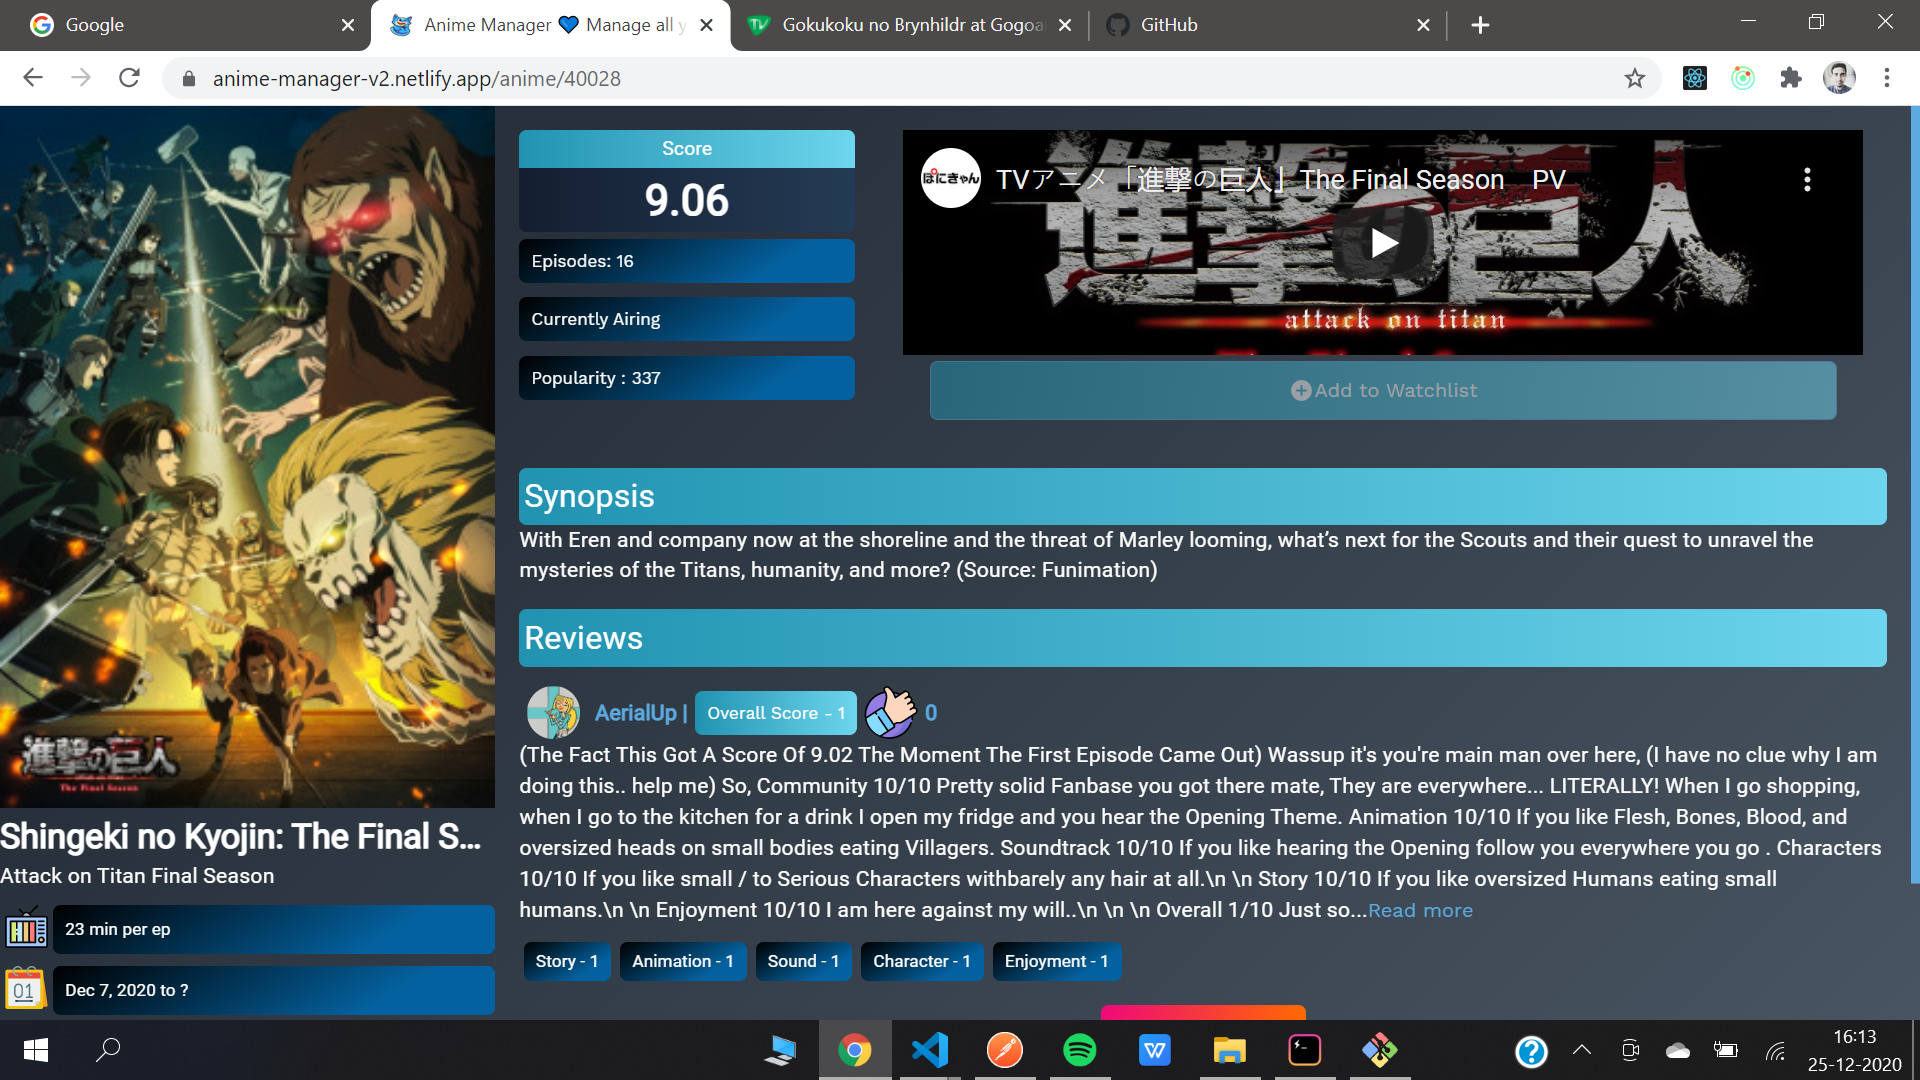 Google
Anime Manager 💙 Manage all y
Gokukoku no Brynhildr at Gogoa
GitHub
anime-manager-v2.netlify.app/anime/40028
進撃の巨人
The Final Season
Shingeki no Kyojin: The Final S...
Attack on Titan Final Season
23 min per ep
01
Dec 7, 2020 to ?
Score
9.06
Episodes: 16
Currently Airing
Popularity : 337
ぽにきゃん
TVアニメ「進撃の巨人」The Final Season　PV
進撃の巨人
attack on titan
Add to Watchlist
Synopsis
With Eren and company now at the shoreline and the threat of Marley looming, what’s next for the Scouts and their quest to unravel the
mysteries of the Titans, humanity, and more? (Source: Funimation)
Reviews
AerialUp |
Overall Score - 1
0
(The Fact This Got A Score Of 9.02 The Moment The First Episode Came Out) Wassup it's you're main man over here, (I have no clue why I am
doing this.. help me) So, Community 10/10 Pretty solid Fanbase you got there mate, They are everywhere... LITERALLY! When I go shopping,
when I go to the kitchen for a drink I open my fridge and you hear the Opening Theme. Animation 10/10 If you like Flesh, Bones, Blood, and
oversized heads on small bodies eating Villagers. Soundtrack 10/10 If you like hearing the Opening follow you everywhere you go . Characters
10/10 If you like small / to Serious Characters withbarely any hair at all.\n \n Story 10/10 If you like oversized Humans eating small
humans.\n \n Enjoyment 10/10 I am here against my will..\n \n \n Overall 1/10 Just so...Read more
Story - 1
Animation - 1
Sound - 1
Character - 1
Enjoyment - 1
16:13
25-12-2020